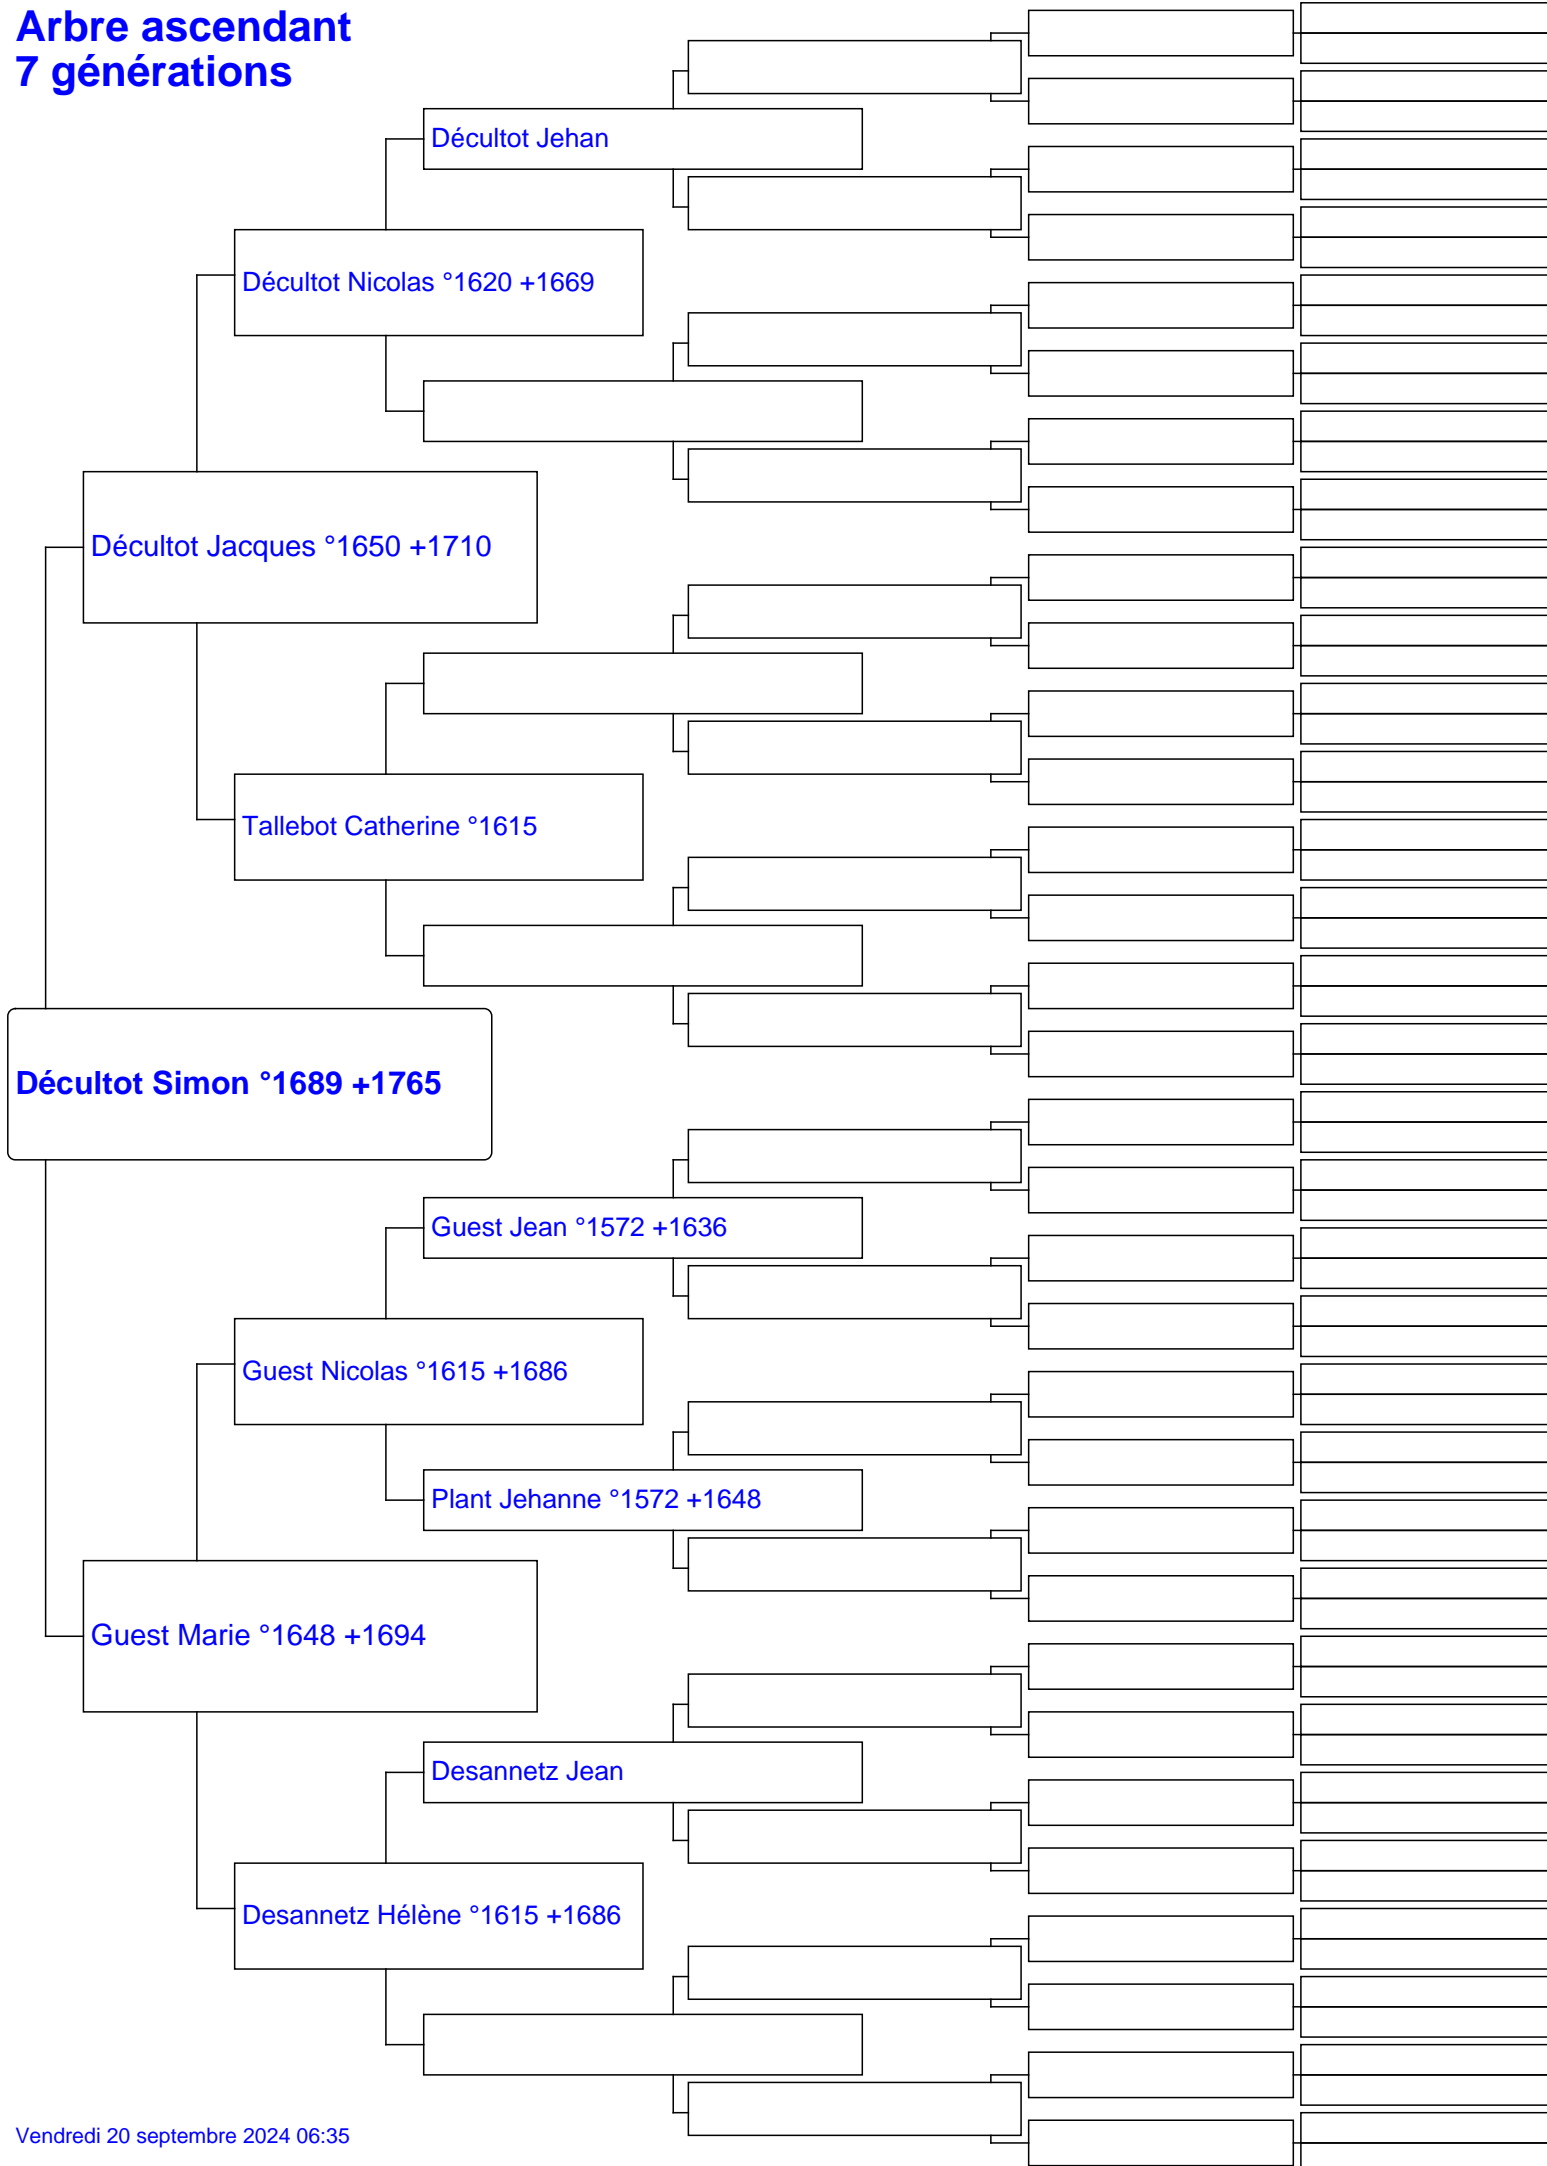 Arbre ascendant
7 générations
Décultot Jehan
Décultot Nicolas °1620 +1669
Décultot Jacques °1650 +1710
Tallebot Catherine °1615
Décultot Simon °1689 +1765
Guest Jean °1572 +1636
Guest Nicolas °1615 +1686
Plant Jehanne °1572 +1648
Guest Marie °1648 +1694
Desannetz Jean
Desannetz Hélène °1615 +1686
Vendredi 20 septembre 2024 06:35